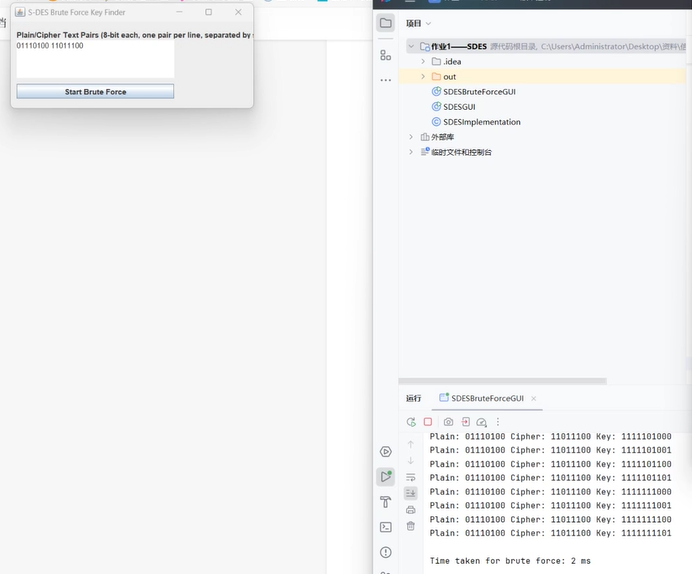 S-DES Brute Force Key Finder
Plain/Cipher Text Pairs (8-bit each, one pair per line, separated by
01110100 11011100
Start Brute Force
项目
作业1——SDES 源代码根目录, C:\Users\Administrator\Desktop\资料\
.idea
out
SDESBruteForceGUI
SDESGUI
SDESImplementation
外部库
临时文件和控制台
运行
SDESBruteForceGUI
Plain: 01110100 Cipher: 11011100 Key: 1111101000
Plain: 01110100 Cipher: 11011100 Key: 1111101001
Plain: 01110100 Cipher: 11011100 Key: 1111101100
Plain: 01110100 Cipher: 11011100 Key: 1111101101
Plain: 01110100 Cipher: 11011100 Key: 1111111000
Plain: 01110100 Cipher: 11011100 Key: 1111111001
Plain: 01110100 Cipher: 11011100 Key: 1111111100
Plain: 01110100 Cipher: 11011100 Key: 1111111101
Time taken for brute force: 2 ms